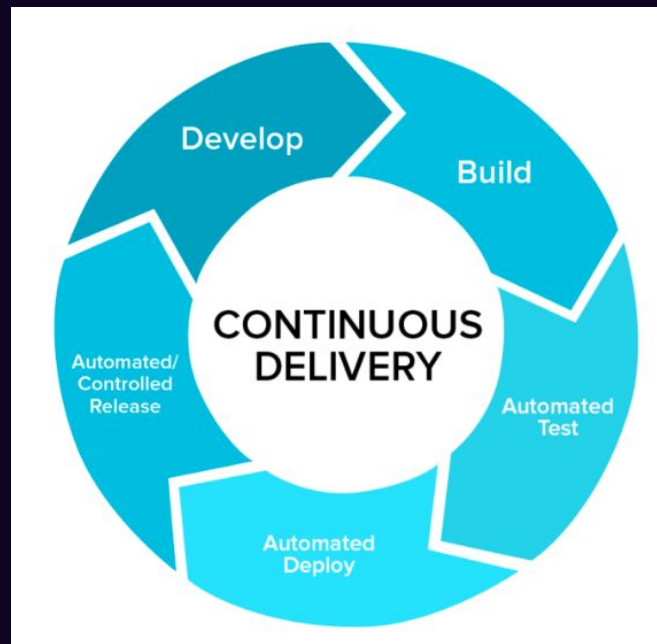 Develop
Build
CONTINUOUS
DELIVERY
Automated/
Controlled
Release
Automated
Test
Automated
Deploy